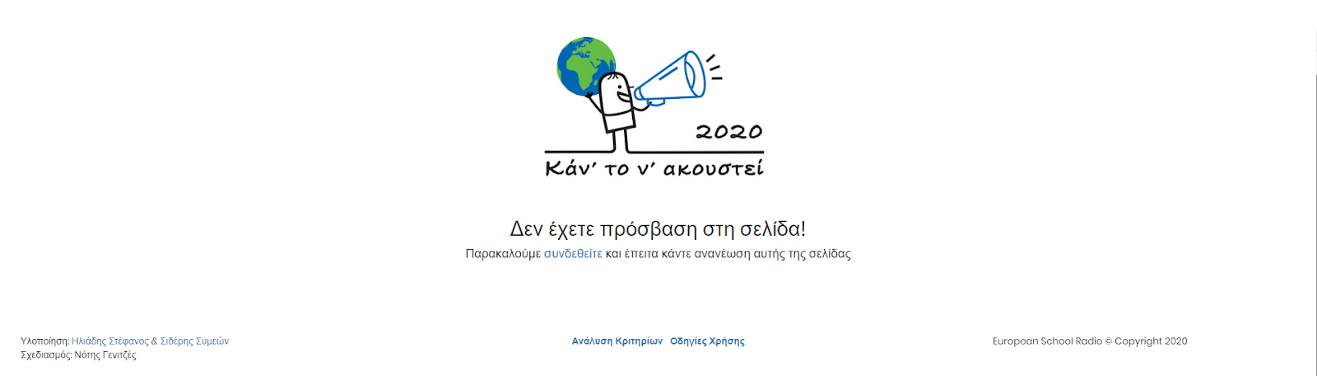 2020
Κάν' το ν' ακουστεί
Δεν έχετε πρόσβαση στη σελίδα!
Παρακαλούμε συνδεθείτε και έπειτα κάντε ανανέωση αυτής της σελίδας
Υλοποίηση: Ηλιάδης Στέφανος & Σιδέρης Συμεών
Σχεδιασμός: Νότης Γενιτζές
Ανάλυση Κριτηρίων Οδηγίες Χρήσης
European School Radio © Copyright 2020